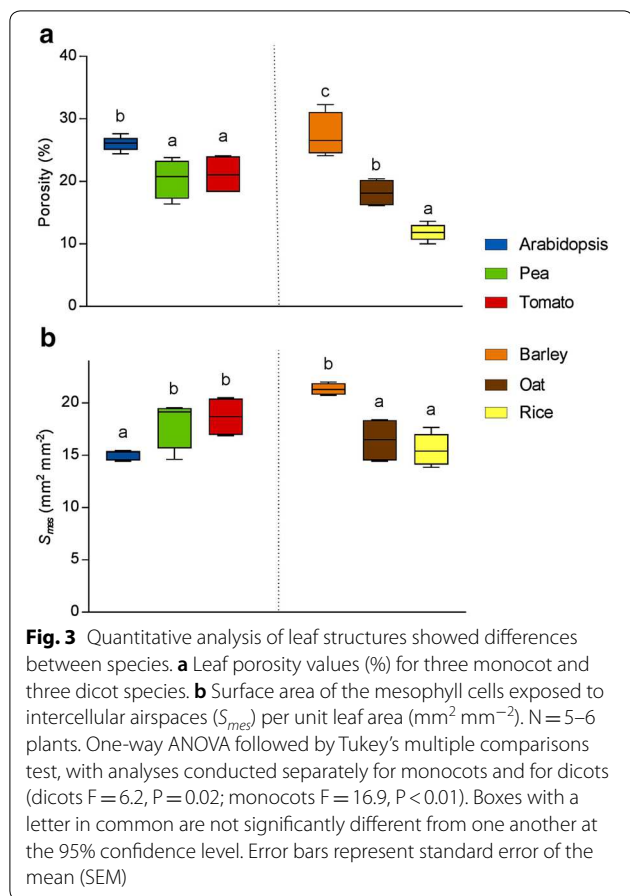 a
40
30
20
10
0
Porosity (%)
b
a
a
c
b
a
Arabidopsis
Pea
Tomato
Barley
Oat
Rice
b
20
15
10
5
0
S_mes (mm² mm⁻²)
a
b
b
b
a
a
Fig. 3 Quantitative analysis of leaf structures showed differences
between species. a Leaf porosity values (%) for three monocot and
three dicot species. b Surface area of the mesophyll cells exposed to
intercellular airspaces (S_mes) per unit leaf area (mm² mm⁻²). N = 5–6
plants. One-way ANOVA followed by Tukey’s multiple comparisons
test, with analyses conducted separately for monocots and for dicots
(dicots F = 6.2, P = 0.02; monocots F = 16.9, P < 0.01). Boxes with a
letter in common are not significantly different from one another at
the 95% confidence level. Error bars represent standard error of the
mean (SEM)